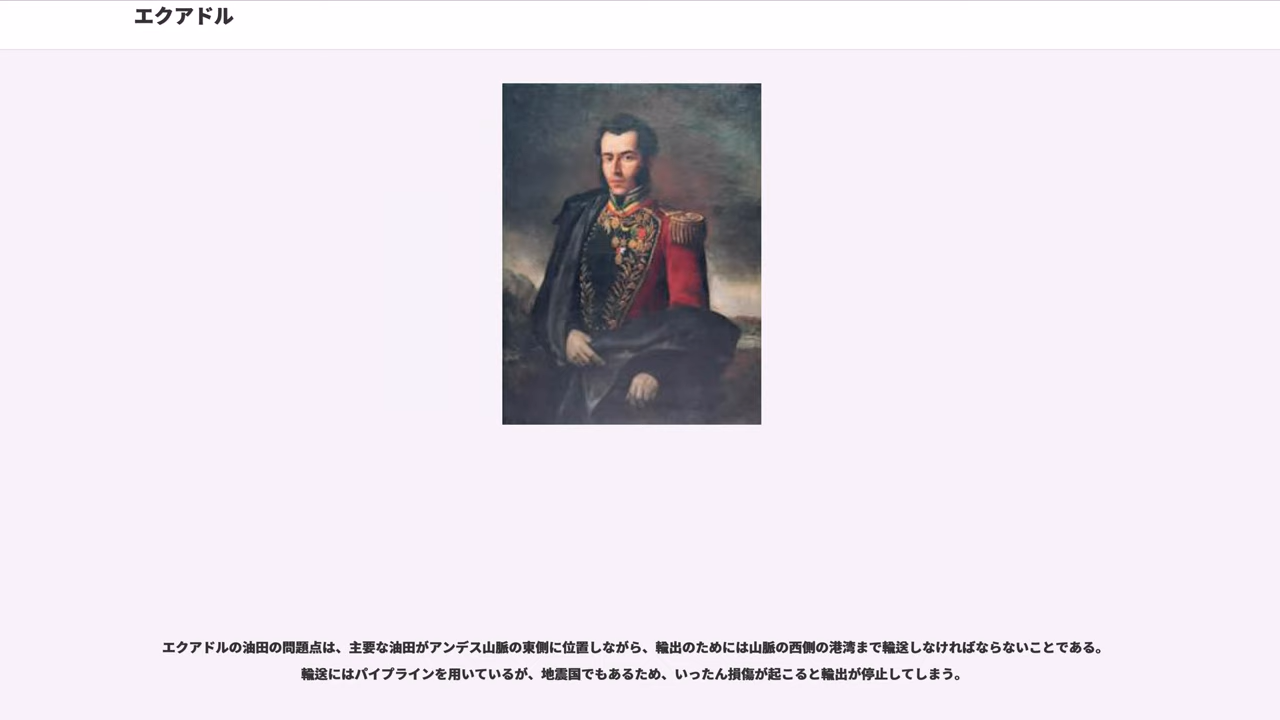 エクアドル
エクアドルの油田の問題点は、主要な油田がアンデス山脈の東側に位置しながら、輸出のためには山脈の西側の港湾まで輸送しなければならないことである。
輸送にはパイプラインを用いているが、地震国でもあるため、いったん損傷が起こると輸出が停止してしまう。